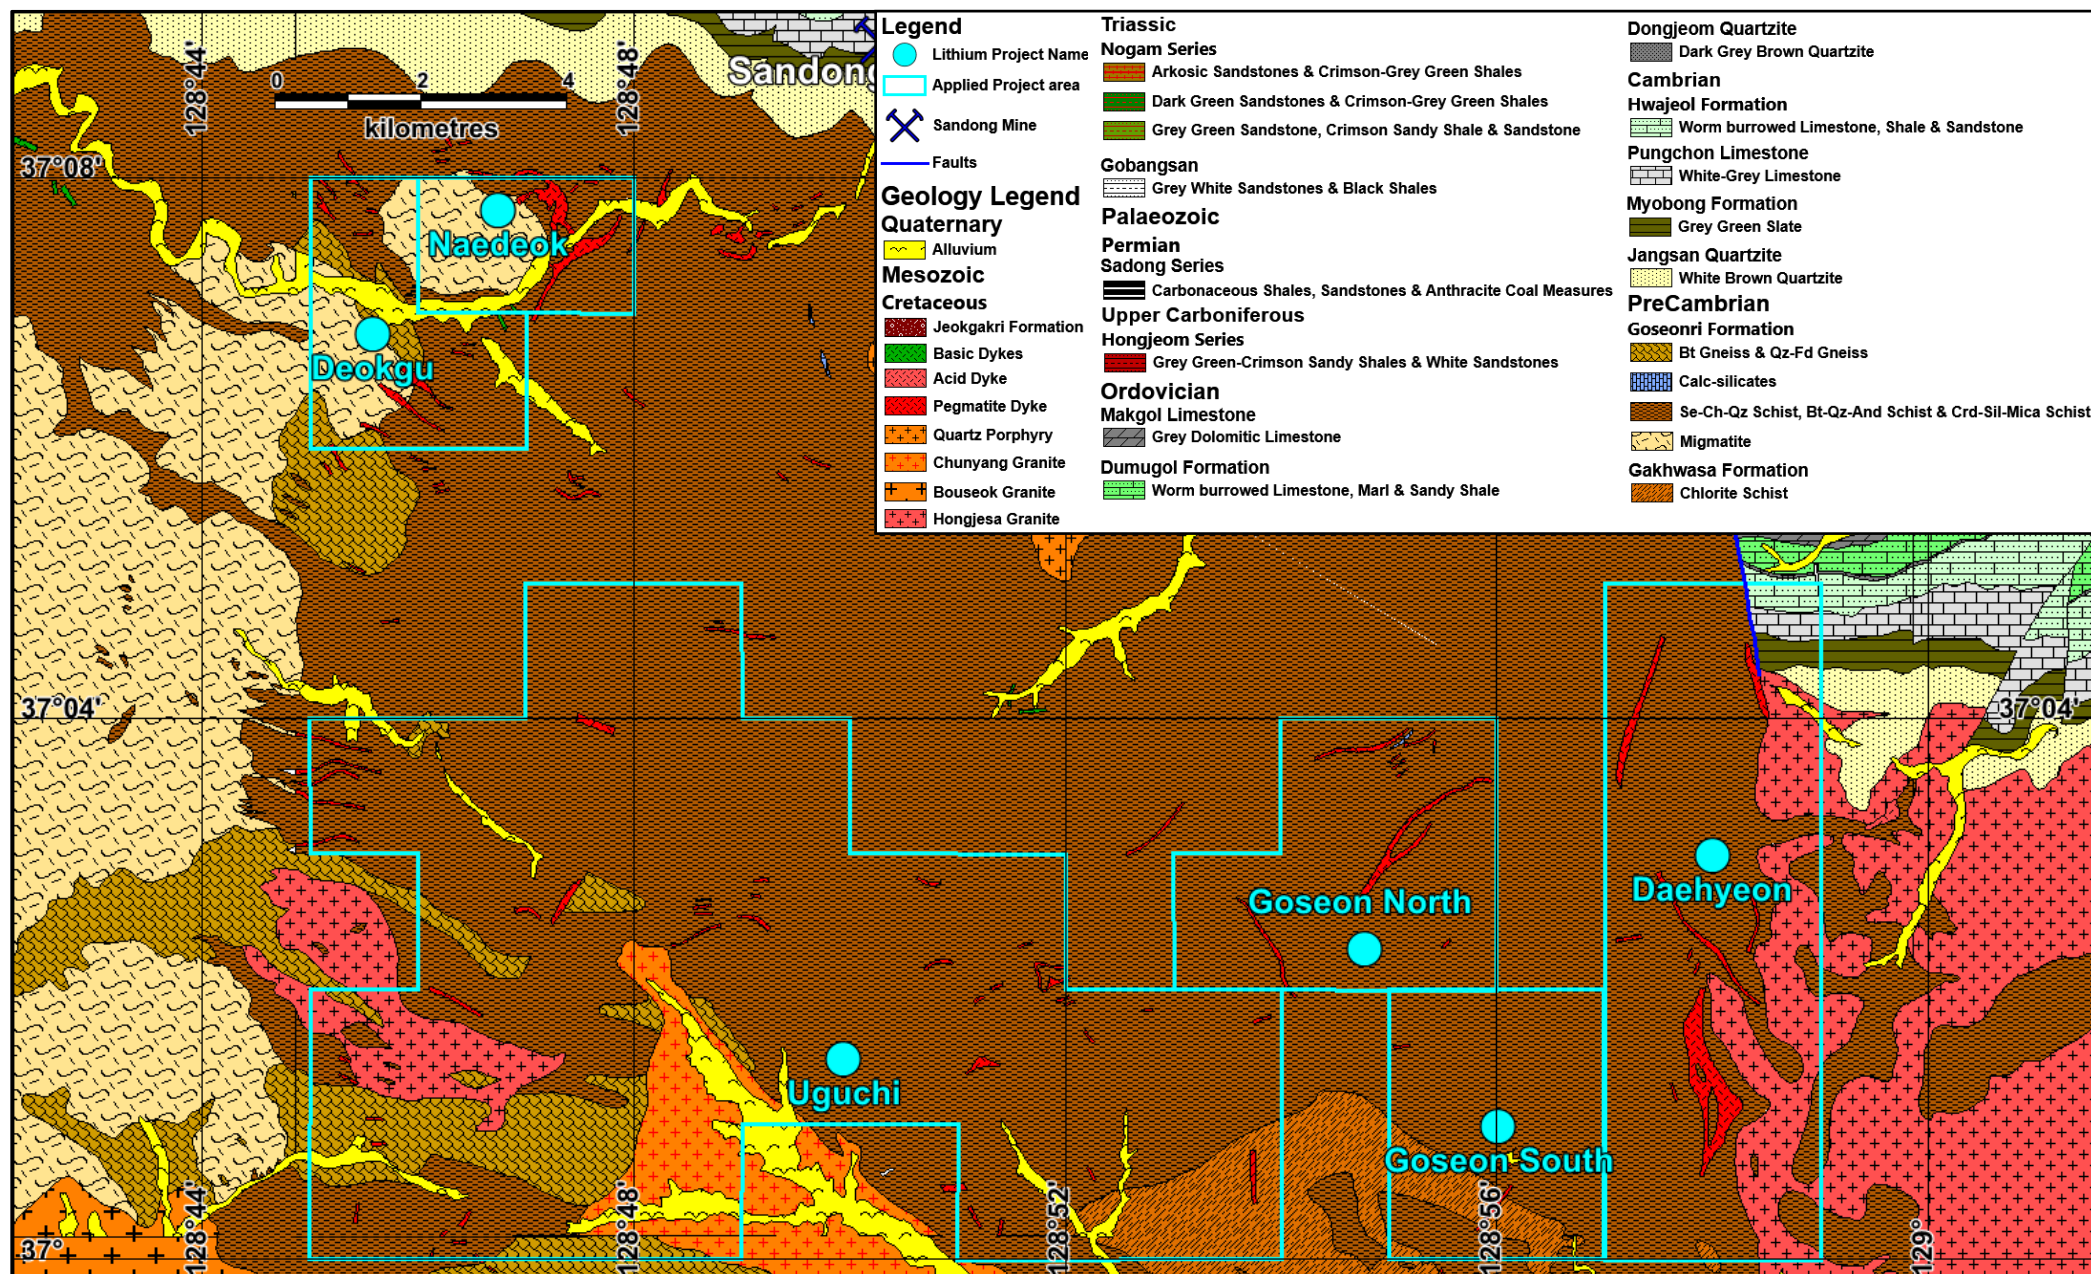 Sandong
128°44'
0 2 4
kilometres
128°48'
37°08'
Naedeok
Deokgu
Legend
Lithium Project Name
Applied Project area
Sandong Mine
Faults
Geology Legend
Quaternary
Alluvium
Mesozoic
Cretaceous
Jeokgakri Formation
Basic Dykes
Acid Dyke
Pegmatite Dyke
Quartz Porphyry
Chunyang Granite
Bouseok Granite
Hongjesa Granite
Triassic
Nogam Series
Arkosic Sandstones & Crimson-Grey Green Shales
Dark Green Sandstones & Crimson-Grey Green Shales
Grey Green Sandstone, Crimson Sandy Shale & Sandstone
Gobangsan
Grey White Sandstones & Black Shales
Palaeozoic
Permian
Sadong Series
Carbonaceous Shales, Sandstones & Anthracite Coal Measures
Upper Carboniferous
Hongjeom Series
Grey Green-Crimson Sandy Shales & White Sandstones
Ordovician
Makgol Limestone
Grey Dolomitic Limestone
Dumugol Formation
Worm burrowed Limestone, Marl & Sandy Shale
Dongjeom Quartzite
Dark Grey Brown Quartzite
Cambrian
Hwajeol Formation
Worm burrowed Limestone, Shale & Sandstone
Pungchon Limestone
White-Grey Limestone
Myobong Formation
Grey Green Slate
Jangsan Quartzite
White Brown Quartzite
PreCambrian
Goseonri Formation
Bt Gneiss & Qz-Fd Gneiss
Calc-silicates
Se-Ch-Qz Schist, Bt-Qz-And Schist & Crd-Sil-Mica Schist
Migmatite
Gakhwasa Formation
Chlorite Schist
37°04'
37°04'
Goseon North
Daehyeon
Uguchi
Goseon South
37°
128°44'
128°48'
128°52'
128°56'
129°